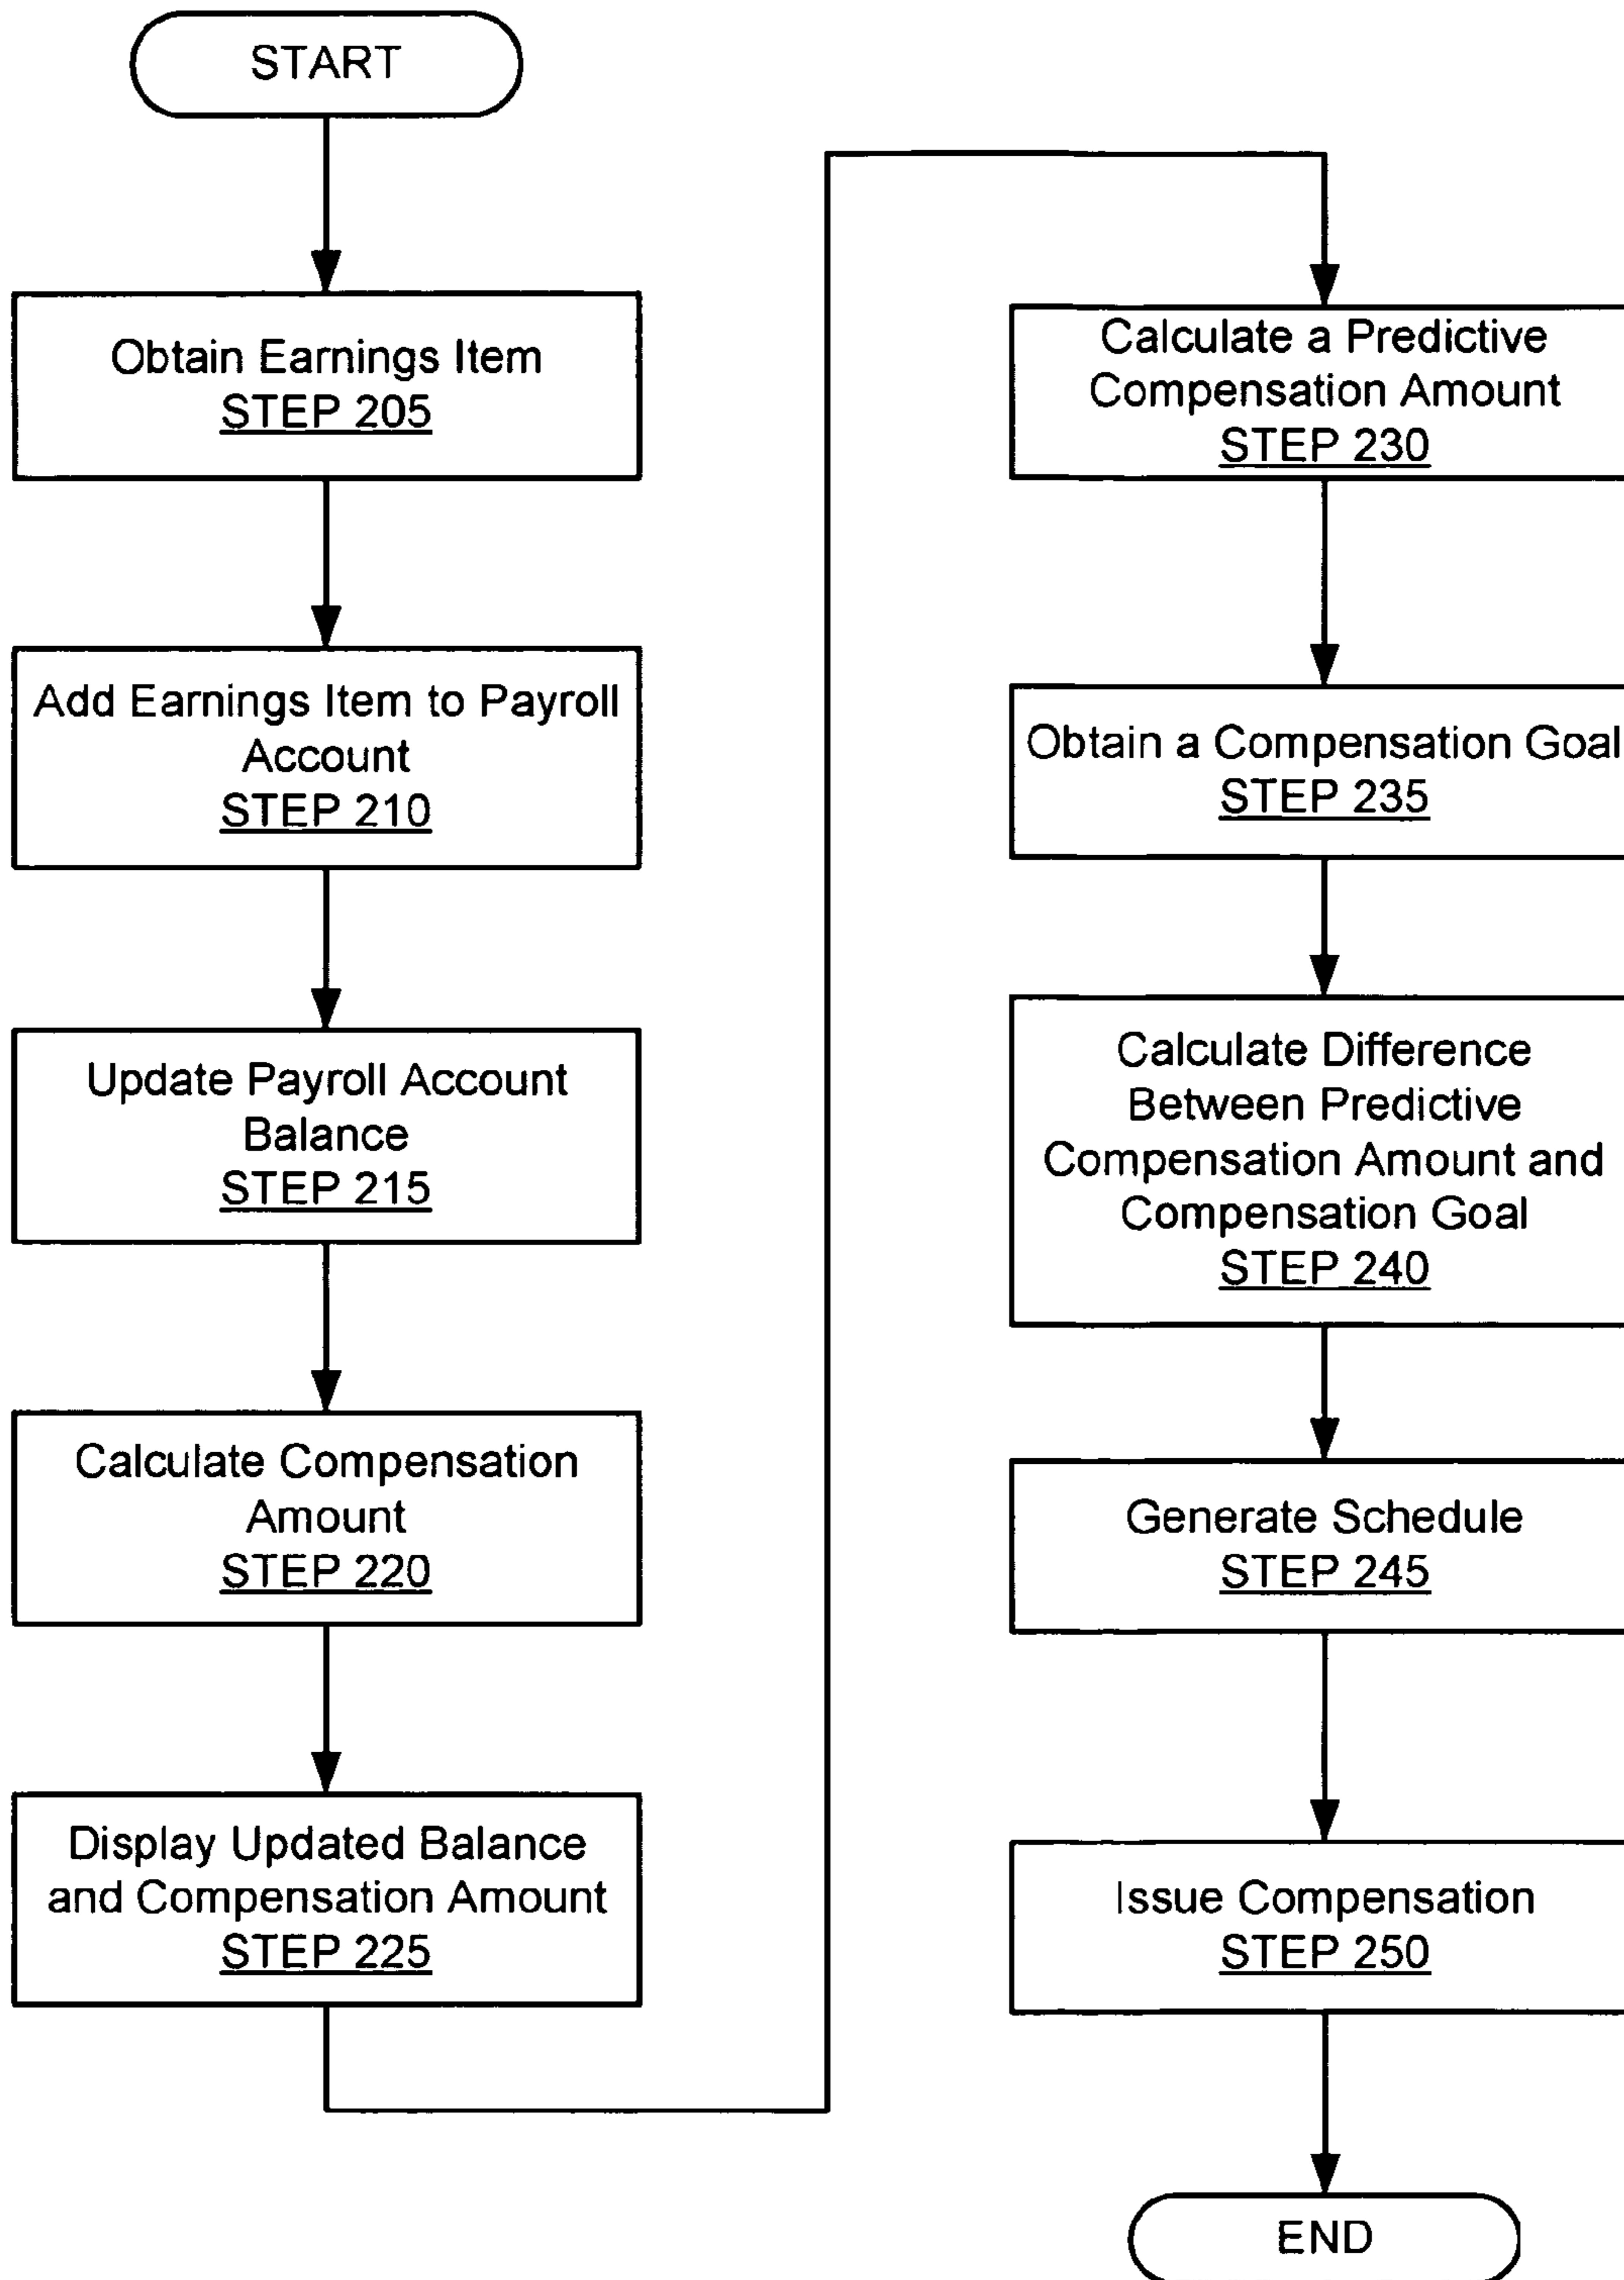 START
Obtain Earnings Item
STEP 205
Add Earnings Item to Payroll
Account
STEP 210
Update Payroll Account
Balance
STEP 215
Calculate Compensation
Amount
STEP 220
Display Updated Balance
and Compensation Amount
STEP 225
Calculate a Predictive
Compensation Amount
STEP 230
Obtain a Compensation Goal
STEP 235
Calculate Difference
Between Predictive
Compensation Amount and
Compensation Goal
STEP 240
Generate Schedule
STEP 245
Issue Compensation
STEP 250
END